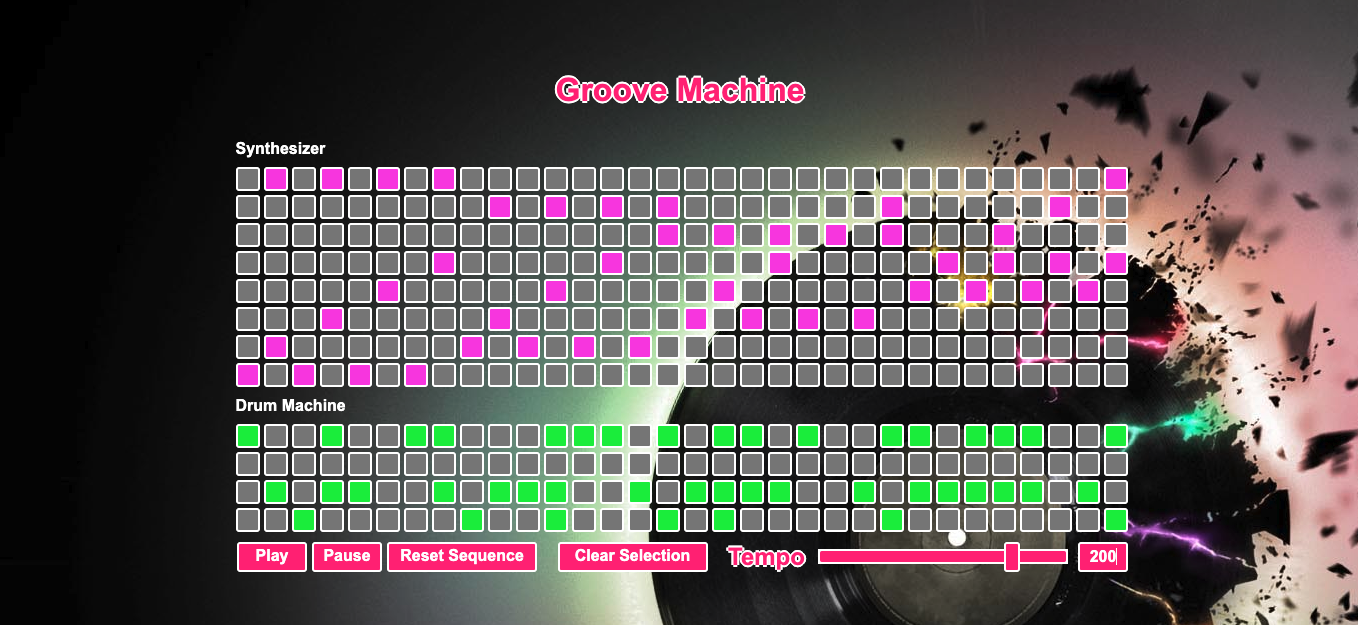 Groove Machine
Synthesizer
Drum Machine
Play Pause Reset Sequence Clear Selection Tempo 200